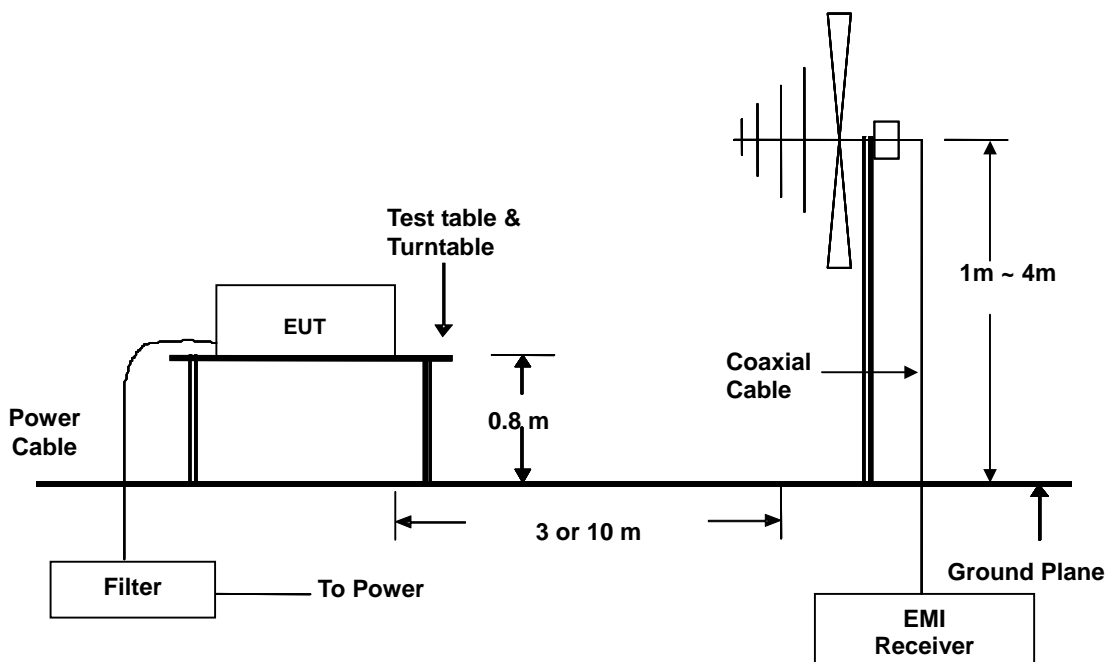 Test table &
Turntable
1m ~ 4m
EUT
Coaxial
Cable
0.8 m
Power
Cable
3 or 10 m
Filter
To Power
Ground Plane
EMI
Receiver